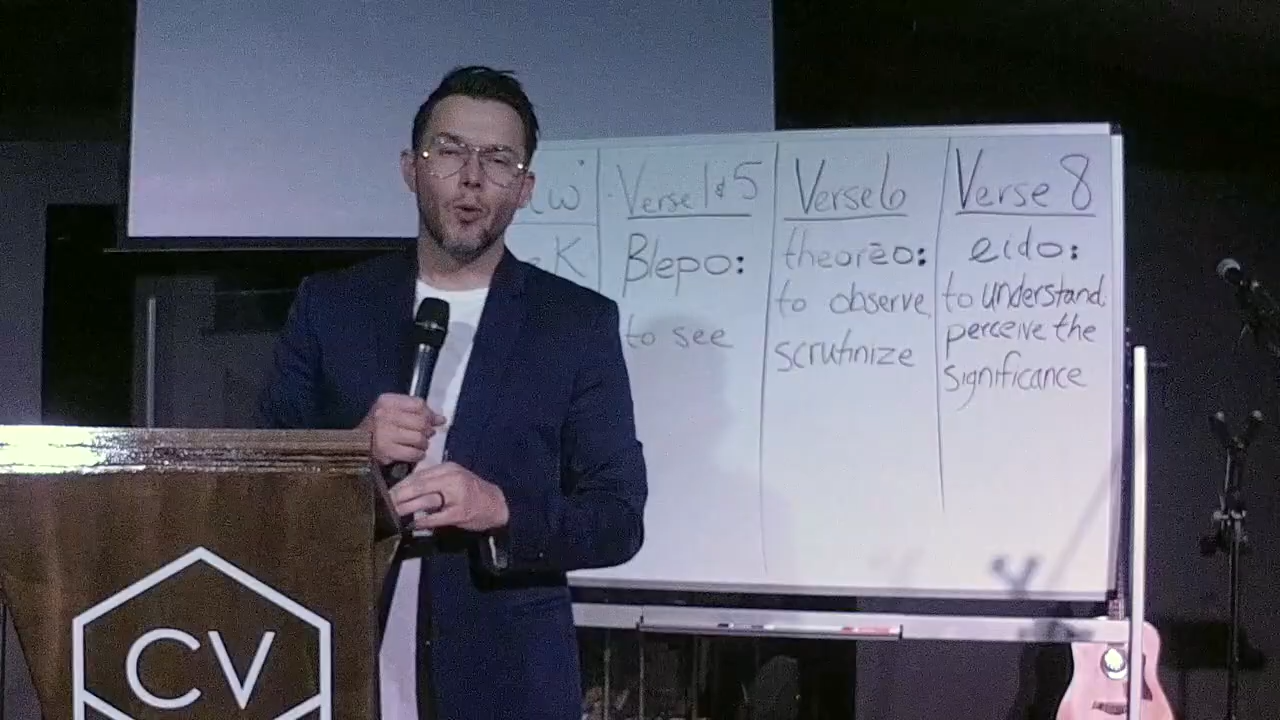 Verse 1 & 5
Blepo:
to see
Verse 6
theorēo:
to observe,
scrutinize
Verse 8
eido:
to understand,
perceive the
significance
CV